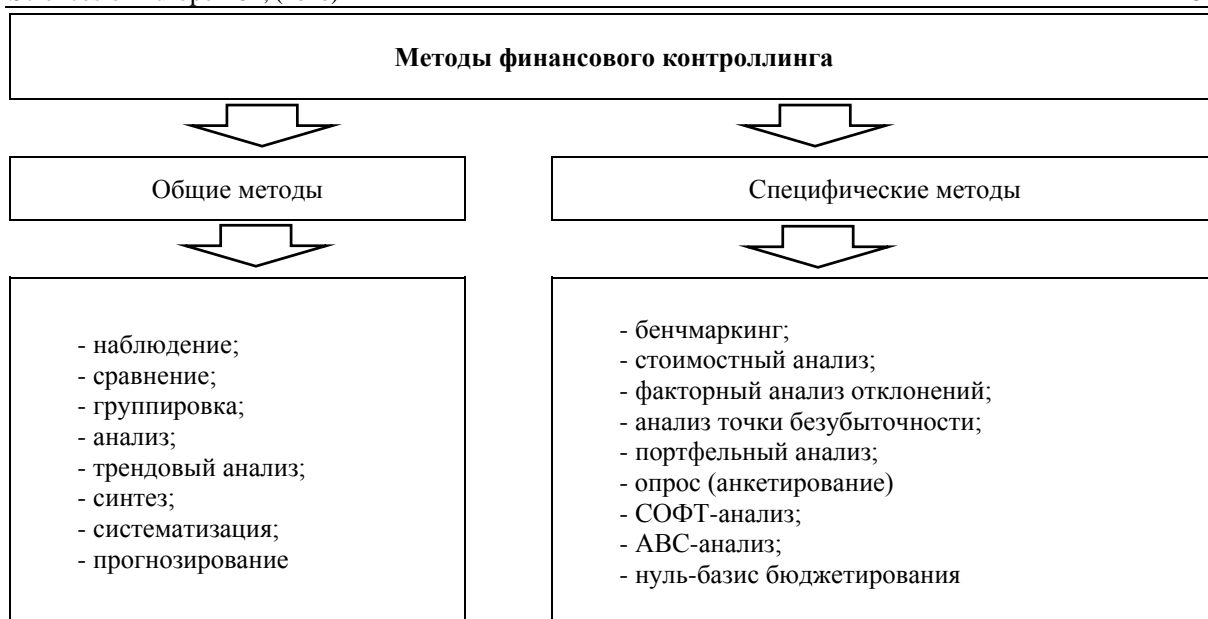 Методы финансового контроллинга
Общие методы
Специфические методы
- наблюдение;
- сравнение;
- группировка;
- анализ;
- трендовый анализ;
- синтез;
- систематизация;
- прогнозирование
- бенчмаркинг;
- стоимостный анализ;
- факторный анализ отклонений;
- анализ точки безубыточности;
- портфельный анализ;
- опрос (анкетирование)
- СОФТ-анализ;
- АВС-анализ;
- нуль-базис бюджетирования